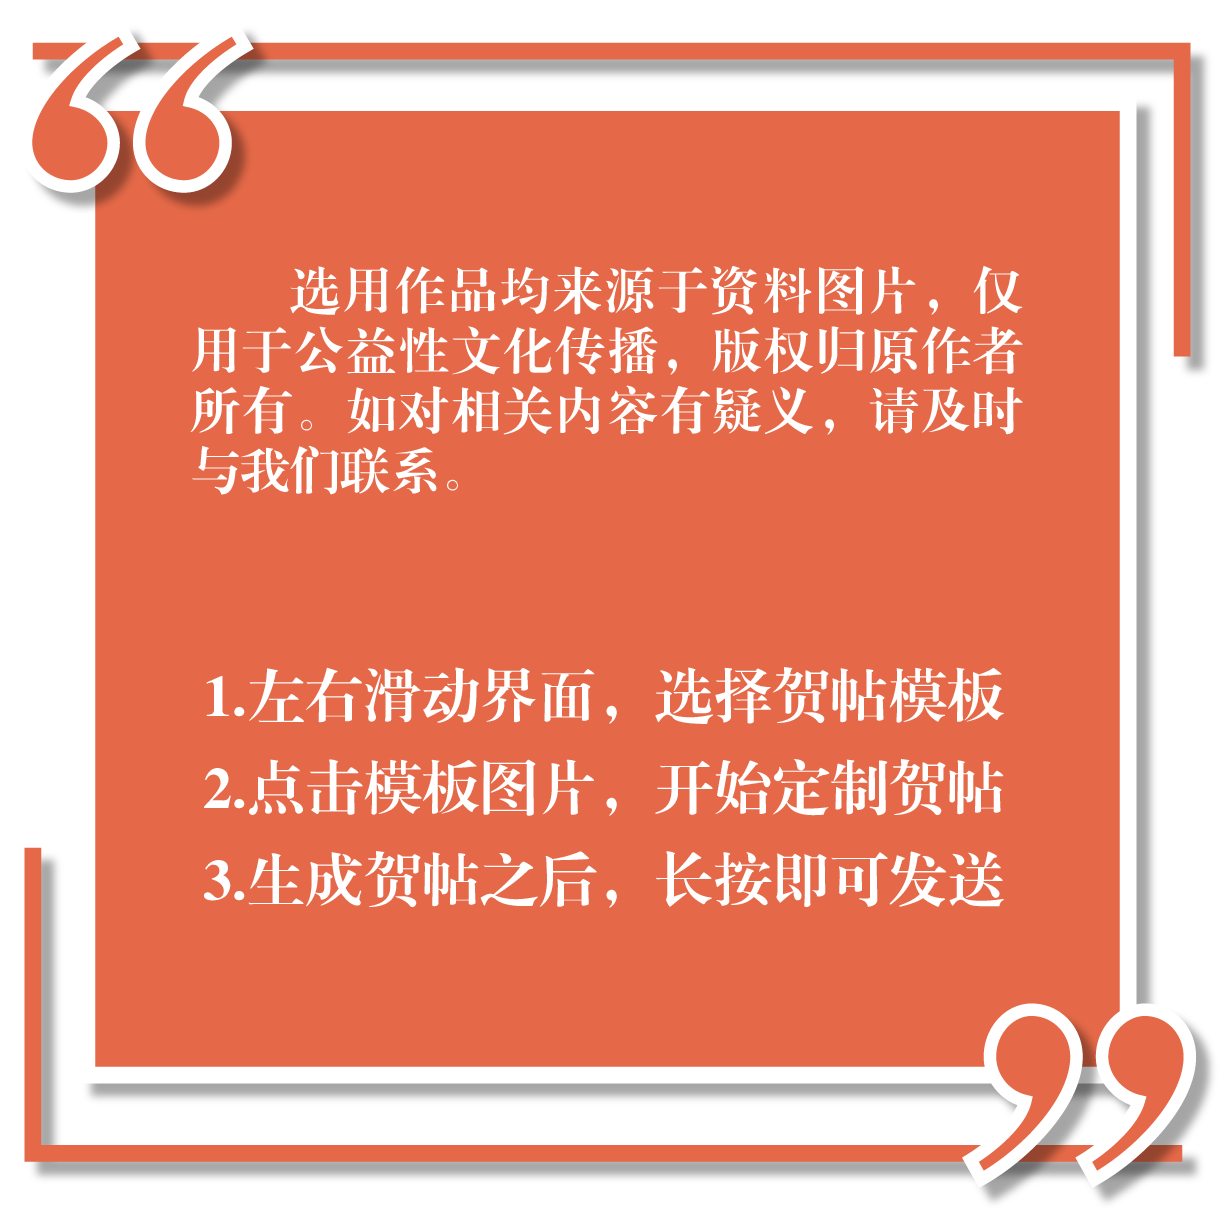 选用作品均来源于资料图片，仅
用于公益性文化传播，版权归原作者
所有。如对相关内容有疑义，请及时
与我们联系。
1.左右滑动界面，选择贺帖模板
2.点击模板图片，开始定制贺帖
3.生成贺帖之后，长按即可发送